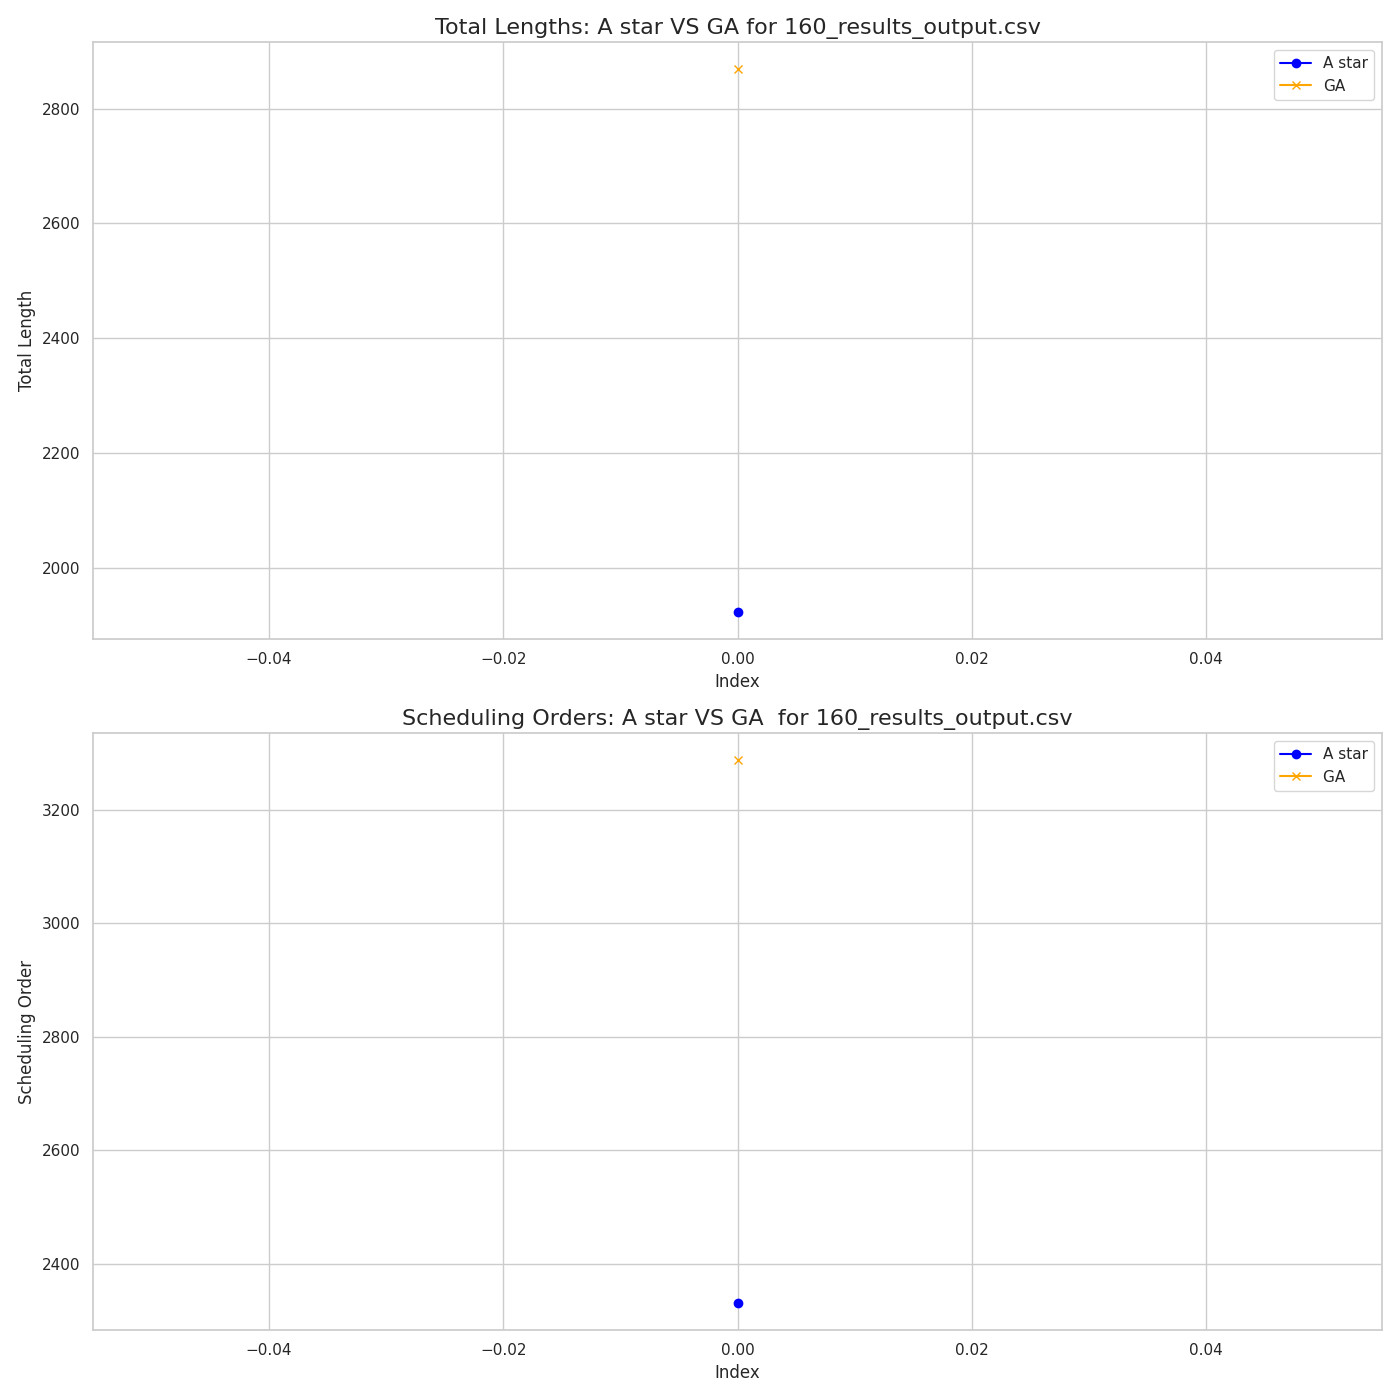 Total Lengths: A star VS GA for 160_results_output.csv
A star
GA
2800
2600
2400
2200
2000
Total Length
−0.04
−0.02
0.00
0.02
0.04
Index
Scheduling Orders: A star VS GA  for 160_results_output.csv
A star
GA
3200
3000
2800
2600
2400
Scheduling Order
−0.04
−0.02
0.00
0.02
0.04
Index